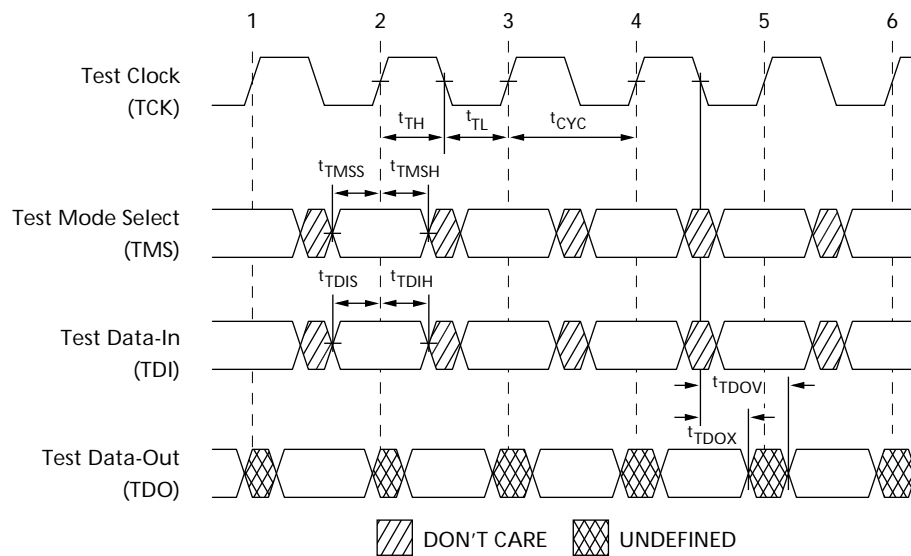 1 2 3 4 5 6
Test Clock
(TCK)
tTH tTL tCYC
tTMSS tTMSH
Test Mode Select
(TMS)
tTDIS tTDIH
Test Data-In
(TDI)
tTDOV
tTDOX
Test Data-Out
(TDO)
DON'T CARE UNDEFINED